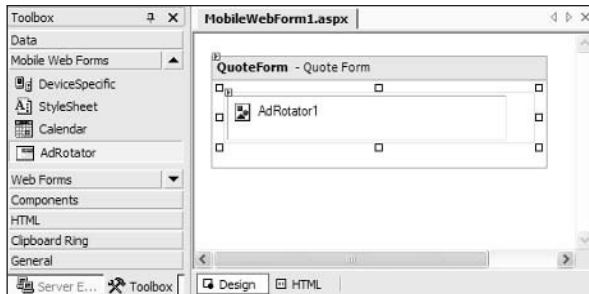 Toolbox
Data
Mobile Web Forms
DeviceSpecific
StyleSheet
Calendar
AdRotator
Web Forms
Components
HTML
Clipboard Ring
General
Server E...
Toolbox
MobileWebForm1.aspx
QuoteForm - Quote Form
AdRotator1
Design
HTML